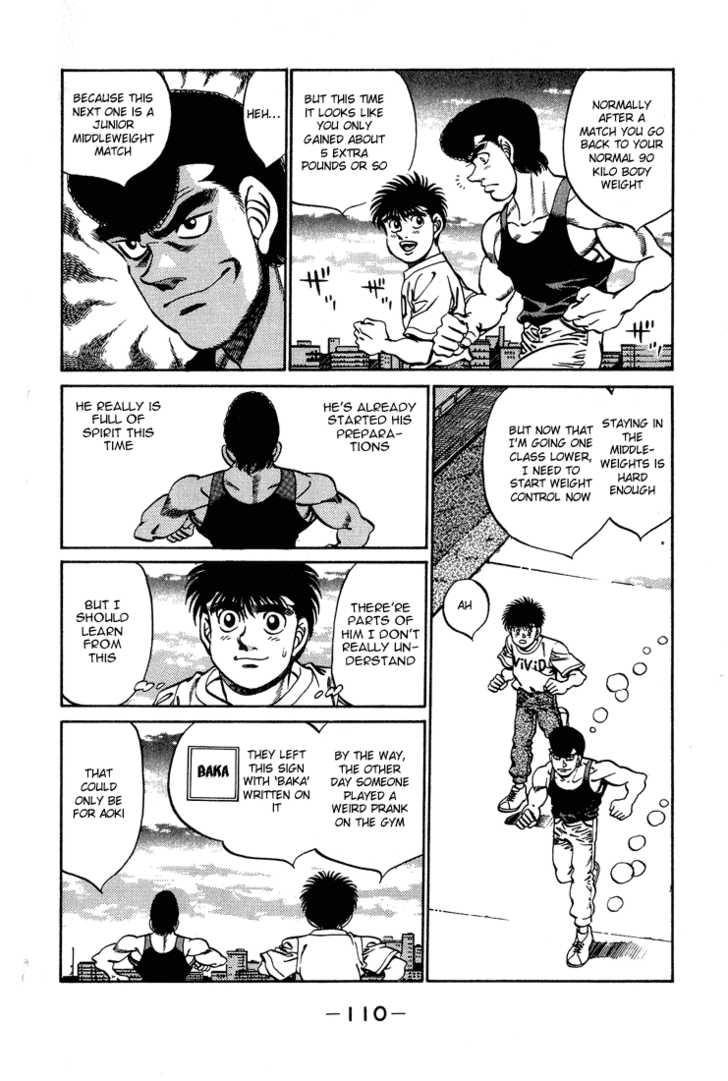 NORMALLY
AFTER A
MATCH YOU GO
BACK TO YOUR
NORMAL 90
KILO BODY
WEIGHT
BUT THIS TIME
IT LOOKS LIKE
YOU ONLY
GAINED ABOUT
5 EXTRA
POUNDS OR SO
HEH...
BECAUSE THIS
NEXT ONE IS A
JUNIOR
MIDDLEWEIGHT
MATCH
STAYING IN
THE
MIDDLE-
WEIGHTS IS
HARD
ENOUGH
BUT NOW THAT
I'M GOING ONE
CLASS LOWER,
I NEED TO
START WEIGHT
CONTROL NOW
AH
ViViD
HE'S ALREADY
STARTED HIS
PREPARA-
TIONS
HE REALLY IS
FULL OF
SPIRIT THIS
TIME
THERE'RE
PARTS OF
HIM I DON'T
REALLY UN-
DERSTAND
BUT I
SHOULD
LEARN
FROM
THIS
BY THE WAY,
THE OTHER
DAY SOMEONE
PLAYED A
WEIRD PRANK
ON THE GYM
THEY LEFT
THIS SIGN
WITH 'BAKA'
WRITTEN ON
IT
BAKA
THAT
COULD
ONLY BE
FOR AOKI
-110-